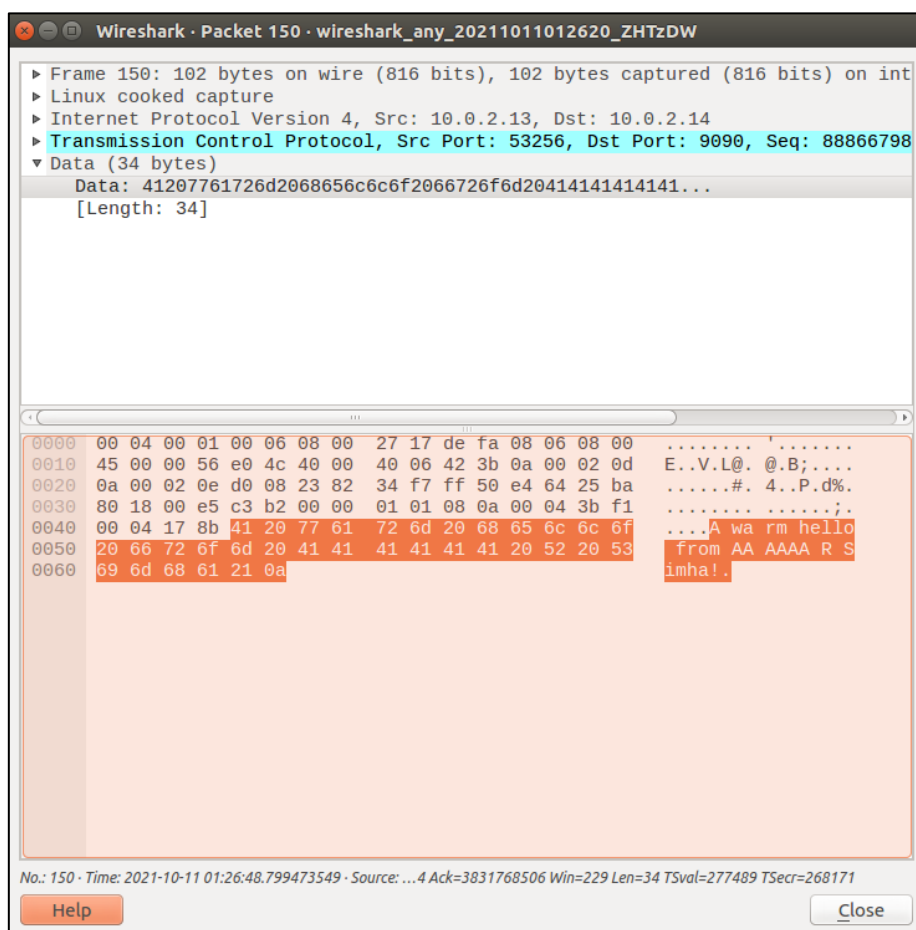 Wireshark · Packet 150 · wireshark_any_20211011012620_ZHTzDW
Frame 150: 102 bytes on wire (816 bits), 102 bytes captured (816 bits) on int
Linux cooked capture
Internet Protocol Version 4, Src: 10.0.2.13, Dst: 10.0.2.14
Transmission Control Protocol, Src Port: 53256, Dst Port: 9090, Seq: 88866798
Data (34 bytes)
Data: 41207761726d2068656c6c6f2066726f6d20414141414141...
[Length: 34]
0000 00 04 00 01 00 06 08 00 27 17 de fa 08 06 08 00 ........ '.......
0010 45 00 00 56 e0 4c 40 00 40 06 42 3b 0a 00 02 0d E..V.L@. @.B;....
0020 0a 00 02 0e d0 08 23 82 34 f7 ff 50 e4 64 25 ba ......#. 4..P.d%.
0030 80 18 00 e5 c3 b2 00 00 01 01 08 0a 00 04 3b f1 ........ ......;.
0040 00 04 17 8b 41 20 77 61 72 6d 20 68 65 6c 6c 6f ....A wa rm hello
0050 20 66 72 6f 6d 20 41 41 41 41 41 41 20 52 20 53 from AA AAAA R S
0060 69 6d 68 61 21 0a imha!.
No.: 150 · Time: 2021-10-11 01:26:48.799473549 · Source: …4 Ack=3831768506 Win=229 Len=34 TSval=277489 TSecr=268171
Help
Close